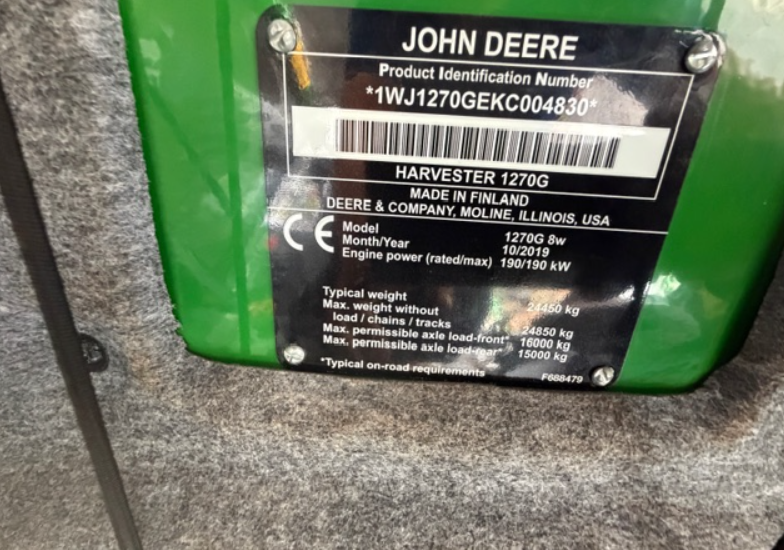 JOHN DEERE
Product Identification Number
*1WJ1270GEKC004830*
HARVESTER 1270G
MADE IN FINLAND
DEERE & COMPANY, MOLINE, ILLINOIS, USA
CE
Model 1270G 8w
Month/Year 10/2019
Engine power (rated/max) 190/190 kW
Typical weight 24450 kg
Max. weight without
load / chains / tracks 24850 kg
Max. permissible axle load-front* 16000 kg
Max. permissible axle load-rear* 15000 kg
*Typical on-road requirements F688479